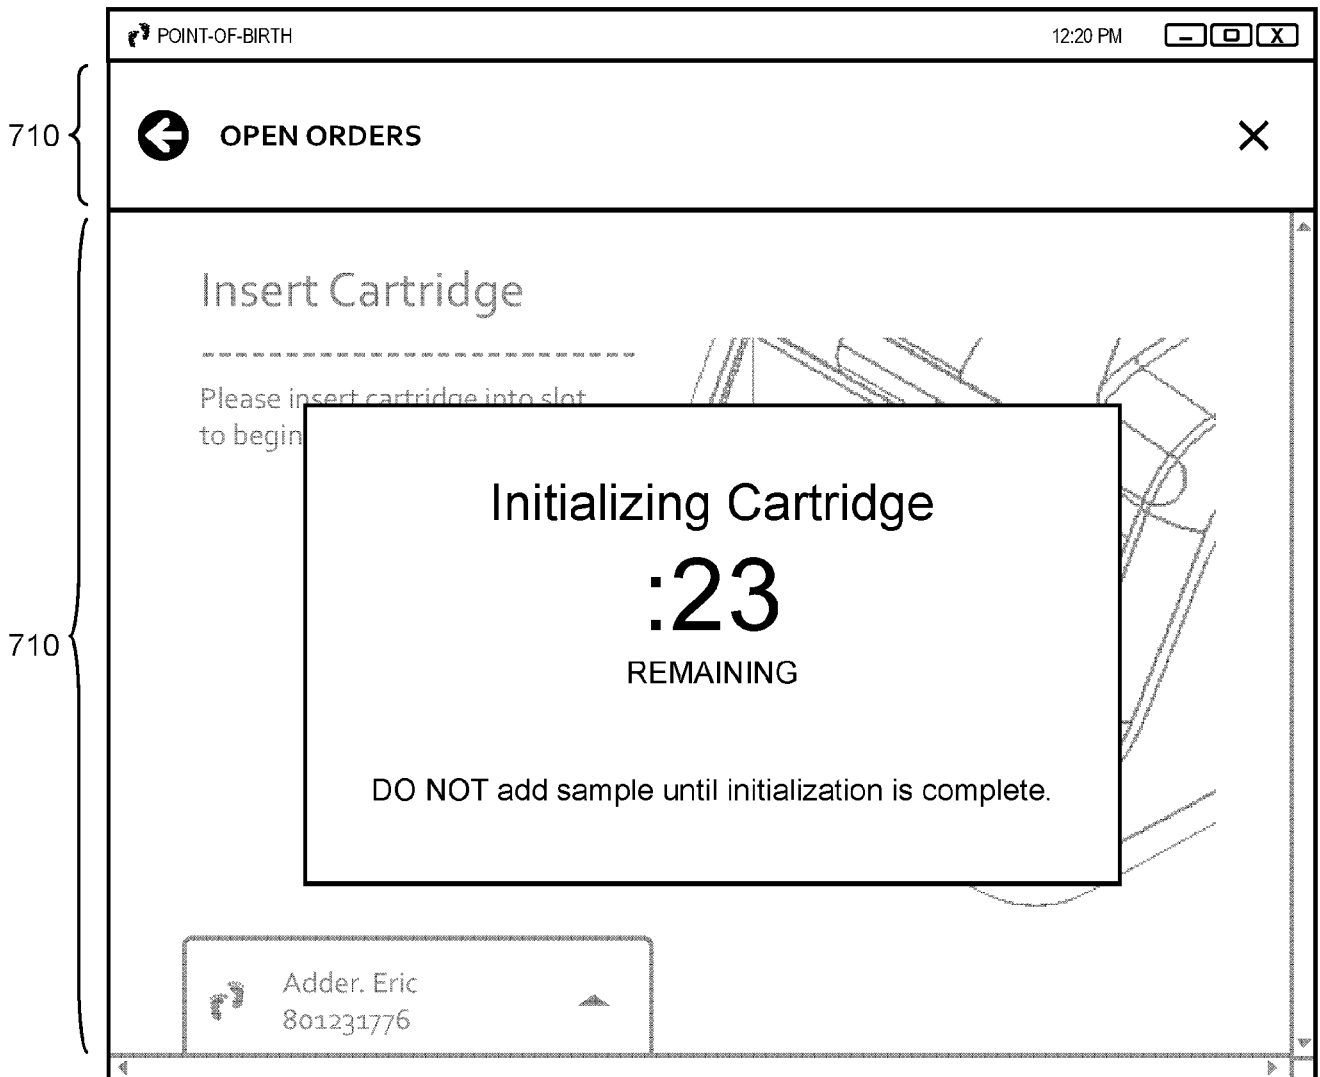 POINT-OF-BIRTH 12:20 PM
710
OPEN ORDERS
Insert Cartridge
Please insert cartridge into slot
to begin
Initializing Cartridge
:23
REMAINING
710
DO NOT add sample until initialization is complete.
Adder. Eric
801231776